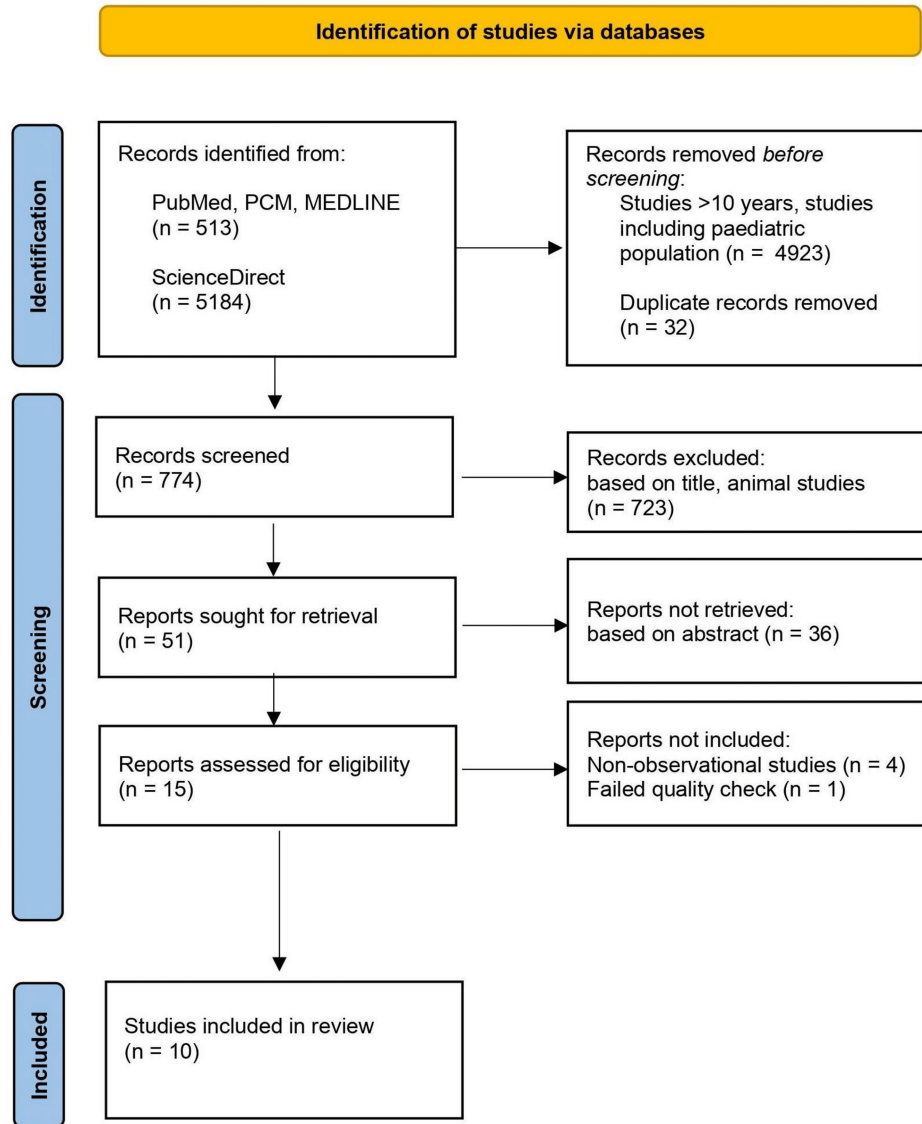 Identification of studies via databases
Identification
Records identified from:
PubMed, PCM, MEDLINE
(n = 513)
ScienceDirect
(n = 5184)
Records removed before
screening:
Studies >10 years, studies
including paediatric
population (n =  4923)
Duplicate records removed
(n = 32)
Screening
Records screened
(n = 774)
Records excluded:
based on title, animal studies
(n = 723)
Reports sought for retrieval
(n = 51)
Reports not retrieved:
based on abstract (n = 36)
Reports assessed for eligibility
(n = 15)
Reports not included:
Non-observational studies (n = 4)
Failed quality check (n = 1)
Included
Studies included in review
(n = 10)